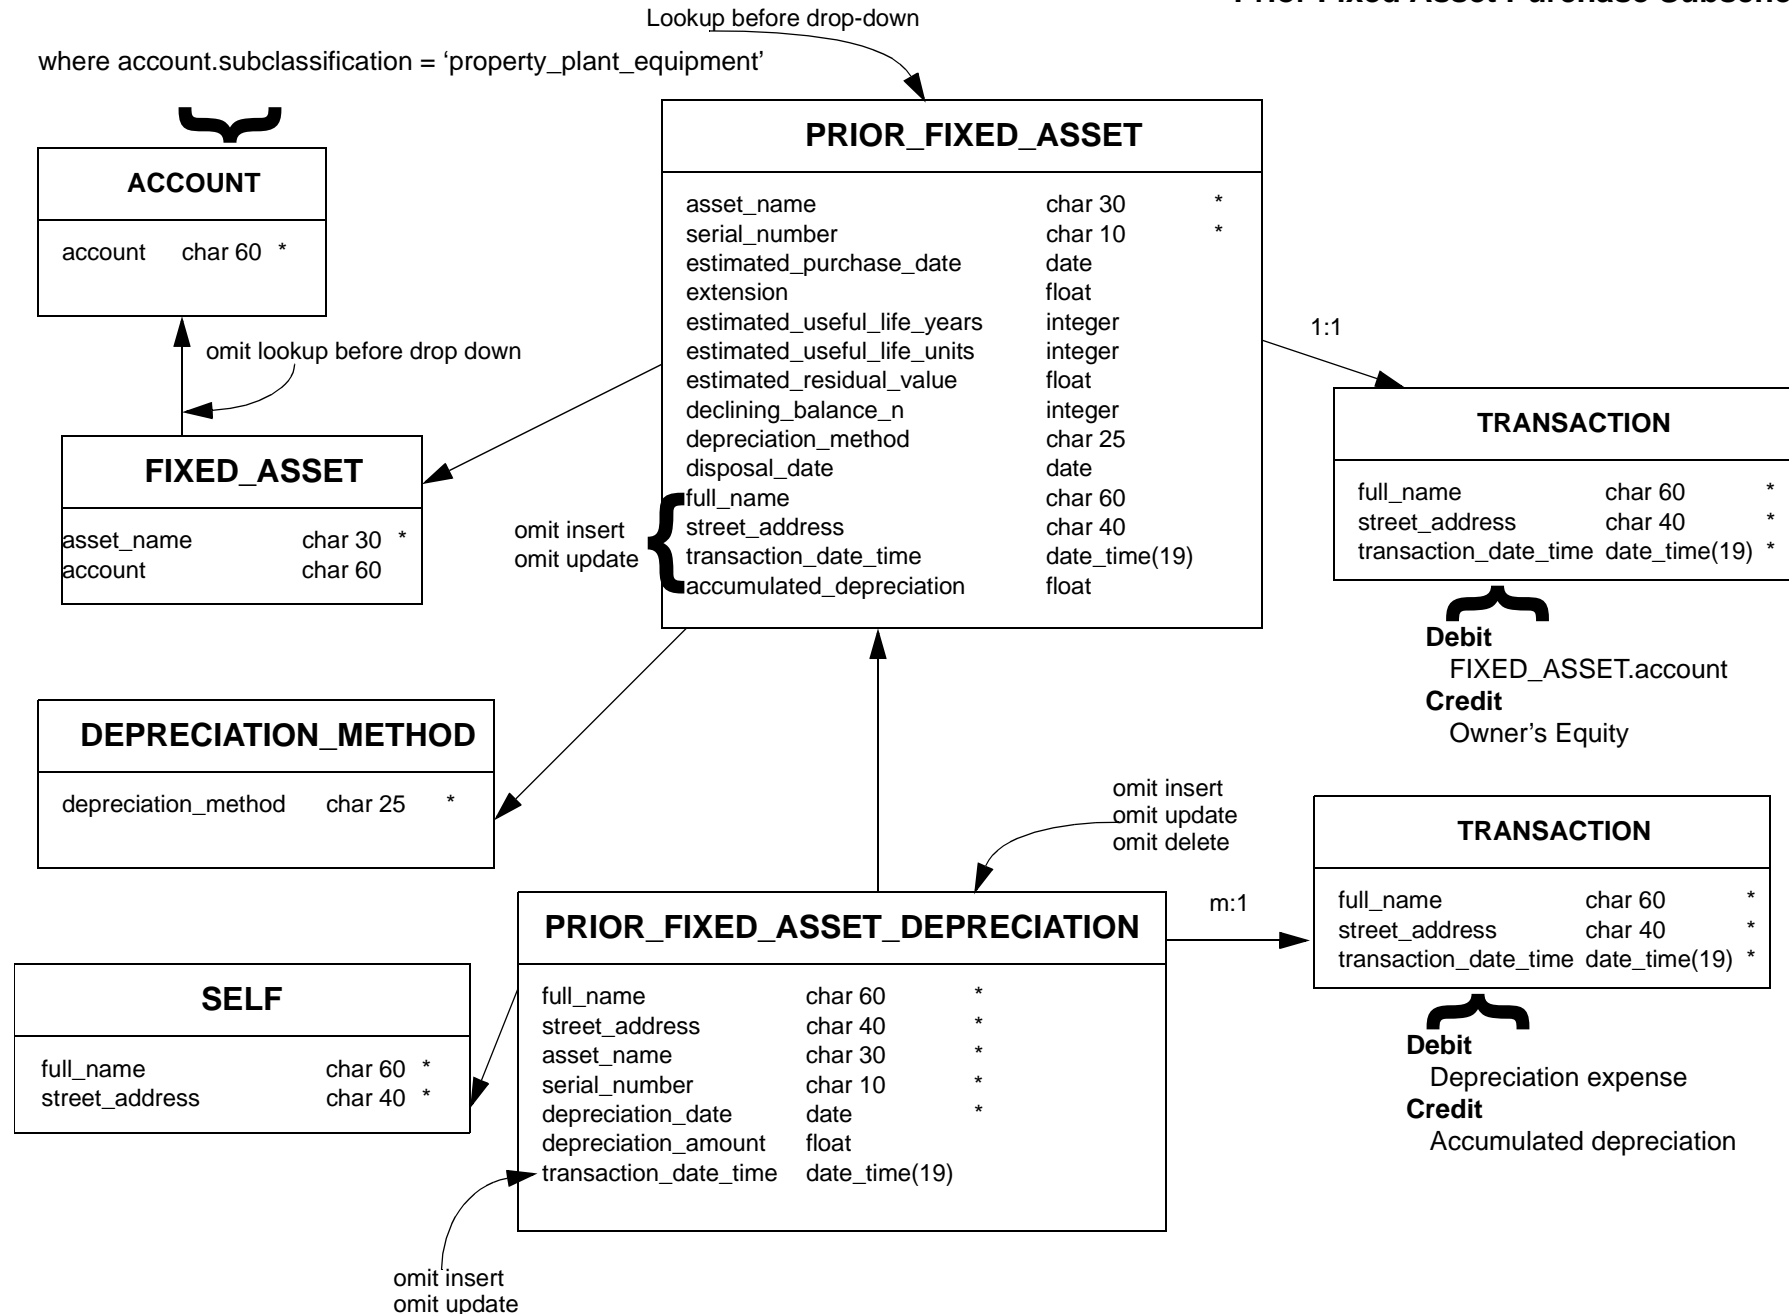 Prior Fixed Asset Purchase
Lookup before drop-down
where account.subclassification = ‘property_plant_equipment’
PRIOR_FIXED_ASSET
asset_name char 30 *
serial_number char 10 *
estimated_purchase_date date
extension float
estimated_useful_life_years integer
estimated_useful_life_units integer
estimated_residual_value float
declining_balance_n integer
depreciation_method char 25
disposal_date date
full_name char 60
street_address char 40
transaction_date_time date_time(19)
accumulated_depreciation float
omit insert
omit update
ACCOUNT
account char 60 *
omit lookup before drop down
FIXED_ASSET
asset_name char 30 *
account char 60
1:1
TRANSACTION
full_name char 60 *
street_address char 40 *
transaction_date_time date_time(19) *
Debit
FIXED_ASSET.account
Credit
Owner's Equity
DEPRECIATION_METHOD
depreciation_method char 25 *
omit insert
omit update
omit delete
PRIOR_FIXED_ASSET_DEPRECIATION
full_name char 60 *
street_address char 40 *
asset_name char 30 *
serial_number char 10 *
depreciation_date date *
depreciation_amount float
transaction_date_time date_time(19)
m:1
TRANSACTION
full_name char 60 *
street_address char 40 *
transaction_date_time date_time(19) *
Debit
Depreciation expense
Credit
Accumulated depreciation
SELF
full_name char 60 *
street_address char 40 *
omit insert
omit update